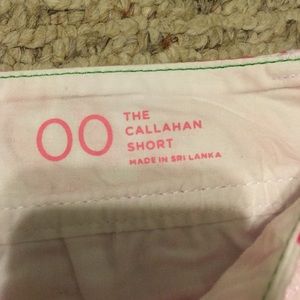 00
THE
CALLAHAN
SHORT
MADE IN SRI LANKA